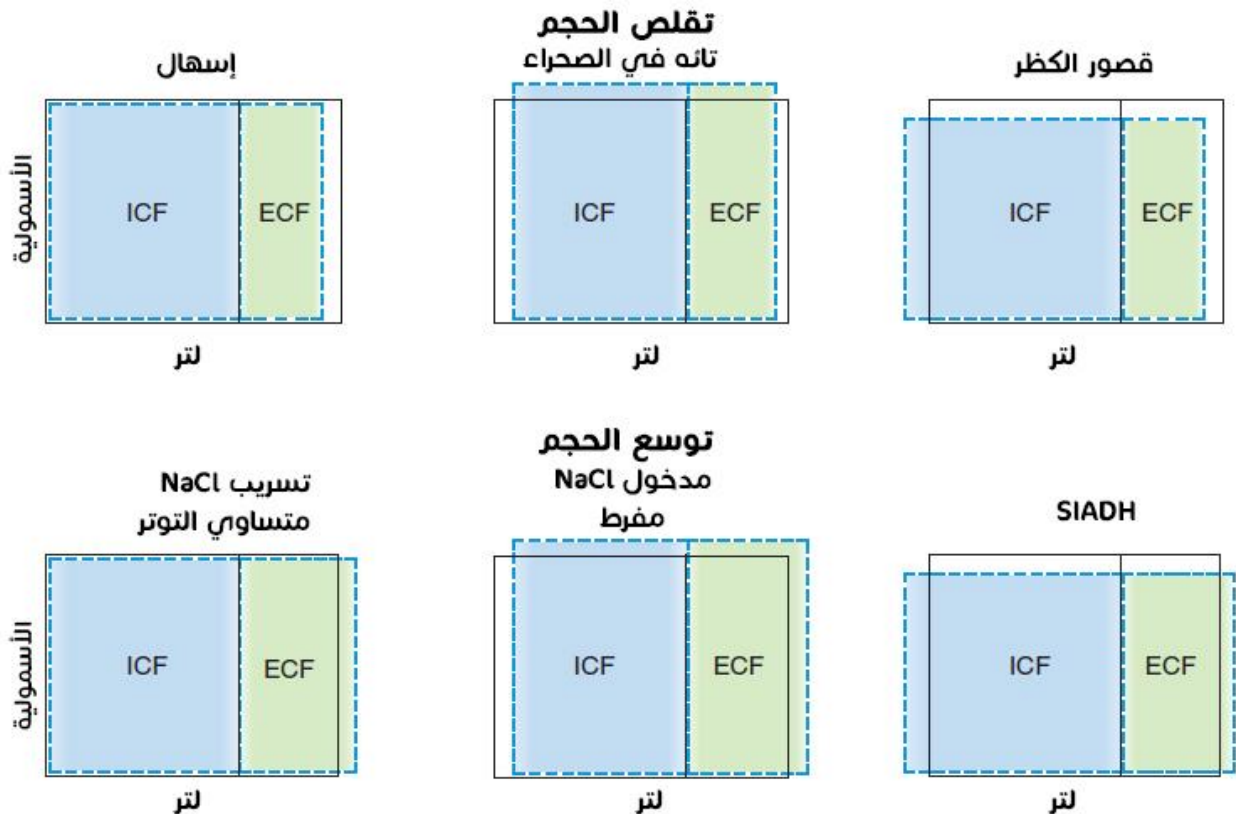 تقلص الحجم
إسهال
تائه في الصحراء
قصور الكظر
الأسمولية
ICF
ECF
ICF
ECF
ICF
ECF
لتر
لتر
لتر
توسع الحجم
تسريب NaCl
متساوي التوتر
مدخول NaCl
مفرط
SIADH
الأسمولية
ICF
ECF
ICF
ECF
ICF
ECF
لتر
لتر
لتر